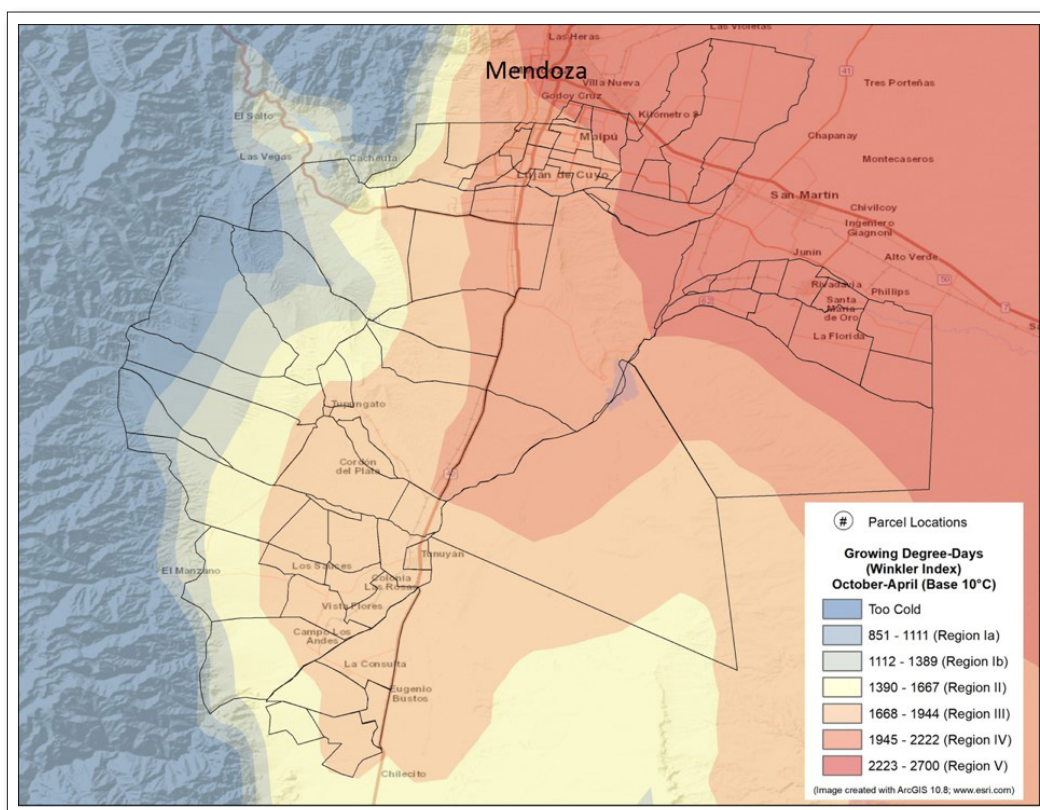 Las Violetas
Las Heras
Mendoza
Villa Nueva
Godoy Cruz
41
Tres Porteñas
El Salto
Kilómetro 8
Maipú
Chapanay
Las Vegas
Cacheuta
Montecaseros
Luján de Cuyo
San Martín
Chivilcoy
Ingeniero
Giagnoni
Junín
Alto Verde
50
Rivadavia
Phillips
7
62
Santa
María
de Oro
La Florida
Tupungato
Cordón
del Plata
40
Tunuyán
El Manzano
Los Sauces
Colonia
Las Rosas
Vista Flores
Campo Los
Andes
La Consulta
Eugenio
Bustos
Chilecito
# Parcel Locations
Growing Degree-Days
(Winkler Index)
October-April (Base 10°C)
Too Cold
851 - 1111 (Region Ia)
1112 - 1389 (Region Ib)
1390 - 1667 (Region II)
1668 - 1944 (Region III)
1945 - 2222 (Region IV)
2223 - 2700 (Region V)
(Image created with ArcGIS 10.8; www.esri.com)